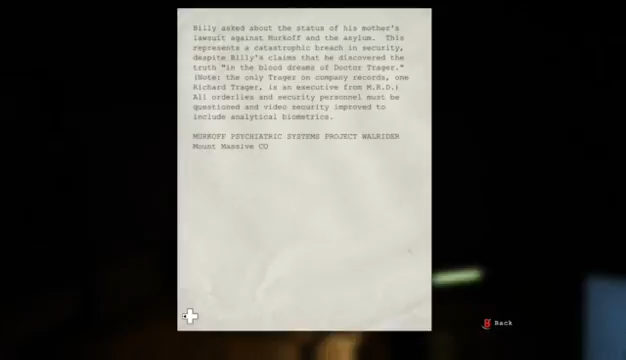 Billy asked about the status of his mother's
lawsuit against Murkoff and the asylum. This
represents a catastrophic breach in security,
despite Billy's claims that he discovered the
truth "in the blood dreams of Doctor Trager."
(Note: the only Trager on company records, one
Richard Trager, is an executive from M.R.D.)
All orderlies and security personnel must be
questioned and video security improved to
include analytical biometrics.
MURKOFF PSYCHIATRIC SYSTEMS PROJECT WALRIDER
Mount Massive CO
B Back